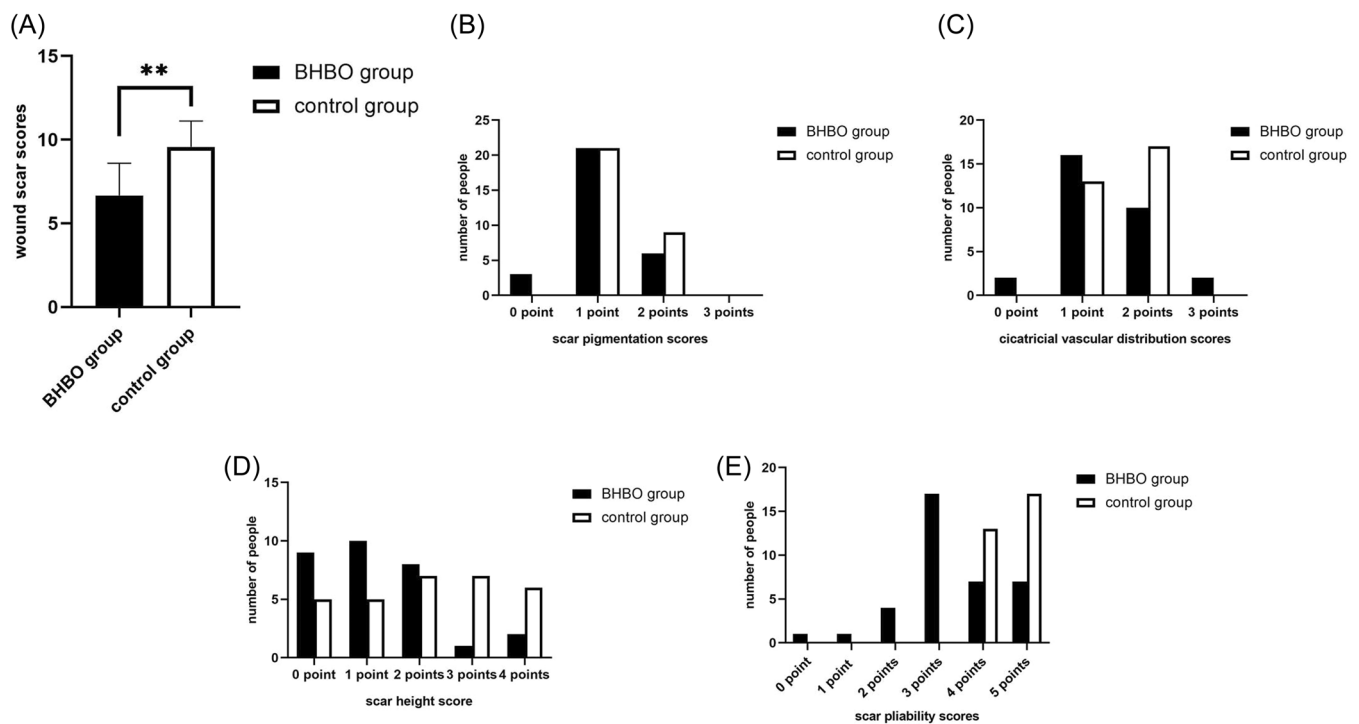 (A)
15
10
5
0
wound scar scores
**
BHBO group
control group
BHBO group
control group
(B)
25
20
15
10
5
0
number of people
0 point 1 point 2 points 3 points
scar pigmentation scores
BHBO group
control group
(C)
20
15
10
5
0
number of people
0 point 1 point 2 points 3 points
cicatricial vascular distribution scores
BHBO group
control group
(D)
15
10
5
0
number of people
0 point 1 point 2 points 3 points 4 points
scar height score
BHBO group
control group
(E)
20
15
10
5
0
number of people
0 point 1 point 2 points 3 points 4 points 5 points
scar pliability scores
BHBO group
control group